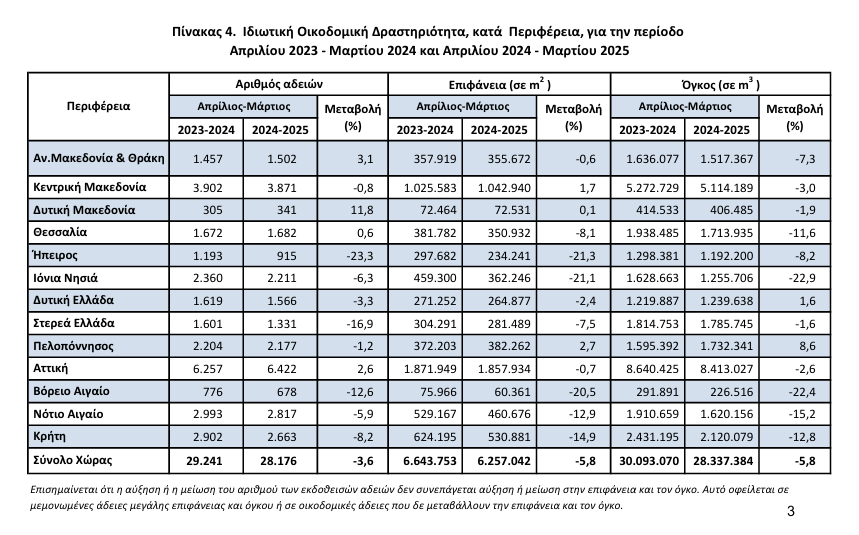 Πίνακας 4.  Ιδιωτική Οικοδομική Δραστηριότητα, κατά  Περιφέρεια, για την περίοδο
Απριλίου 2023 - Μαρτίου 2024 και Απριλίου 2024 - Μαρτίου 2025
Περιφέρεια Αριθμός αδειών Επιφάνεια (σε m²) Όγκος (σε m³)
Απρίλιος-Μάρτιος Μεταβολή (%) Απρίλιος-Μάρτιος Μεταβολή (%) Απρίλιος-Μάρτιος Μεταβολή (%)
2023-2024 2024-2025 2023-2024 2024-2025 2023-2024 2024-2025
Αν.Μακεδονία & Θράκη 1.457 1.502 3,1 357.919 355.672 -0,6 1.636.077 1.517.367 -7,3
Κεντρική Μακεδονία 3.902 3.871 -0,8 1.025.583 1.042.940 1,7 5.272.729 5.114.189 -3,0
Δυτική Μακεδονία 305 341 11,8 72.464 72.531 0,1 414.533 406.485 -1,9
Θεσσαλία 1.672 1.682 0,6 381.782 350.932 -8,1 1.938.485 1.713.935 -11,6
Ήπειρος 1.193 915 -23,3 297.682 234.241 -21,3 1.298.381 1.192.200 -8,2
Ιόνια Νησιά 2.360 2.211 -6,3 459.300 362.246 -21,1 1.628.663 1.255.706 -22,9
Δυτική Ελλάδα 1.619 1.566 -3,3 271.252 264.877 -2,4 1.219.887 1.239.638 1,6
Στερεά Ελλάδα 1.601 1.331 -16,9 304.291 281.489 -7,5 1.814.753 1.785.745 -1,6
Πελοπόννησος 2.204 2.177 -1,2 372.203 382.262 2,7 1.595.392 1.732.341 8,6
Αττική 6.257 6.422 2,6 1.871.949 1.857.934 -0,7 8.640.425 8.413.027 -2,6
Βόρειο Αιγαίο 776 678 -12,6 75.966 60.361 -20,5 291.891 226.516 -22,4
Νότιο Αιγαίο 2.993 2.817 -5,9 529.167 460.676 -12,9 1.910.659 1.620.156 -15,2
Κρήτη 2.902 2.663 -8,2 624.195 530.881 -14,9 2.431.195 2.120.079 -12,8
Σύνολο Χώρας 29.241 28.176 -3,6 6.643.753 6.257.042 -5,8 30.093.070 28.337.384 -5,8
Επισημαίνεται ότι η αύξηση ή η μείωση του αριθμού των εκδοθεισών αδειών δεν συνεπάγεται αύξηση ή μείωση στην επιφάνεια και τον όγκο. Αυτό οφείλεται σε
μεμονωμένες άδειες μεγάλης επιφάνειας και όγκου ή σε οικοδομικές άδειες που δε μεταβάλλουν την επιφάνεια και τον όγκο.
3